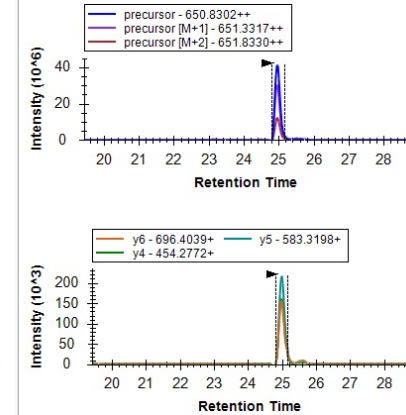 precursor - 650.8302++
precursor [M+1] - 651.3317++
precursor [M+2] - 651.8330++
Intensity (10^6)
40
20
0
20 21 22 23 24 25 26 27 28
Retention Time
y6 - 696.4039+ y5 - 583.3198+
y4 - 454.2772+
Intensity (10^3)
200
150
100
50
0
20 21 22 23 24 25 26 27 28
Retention Time